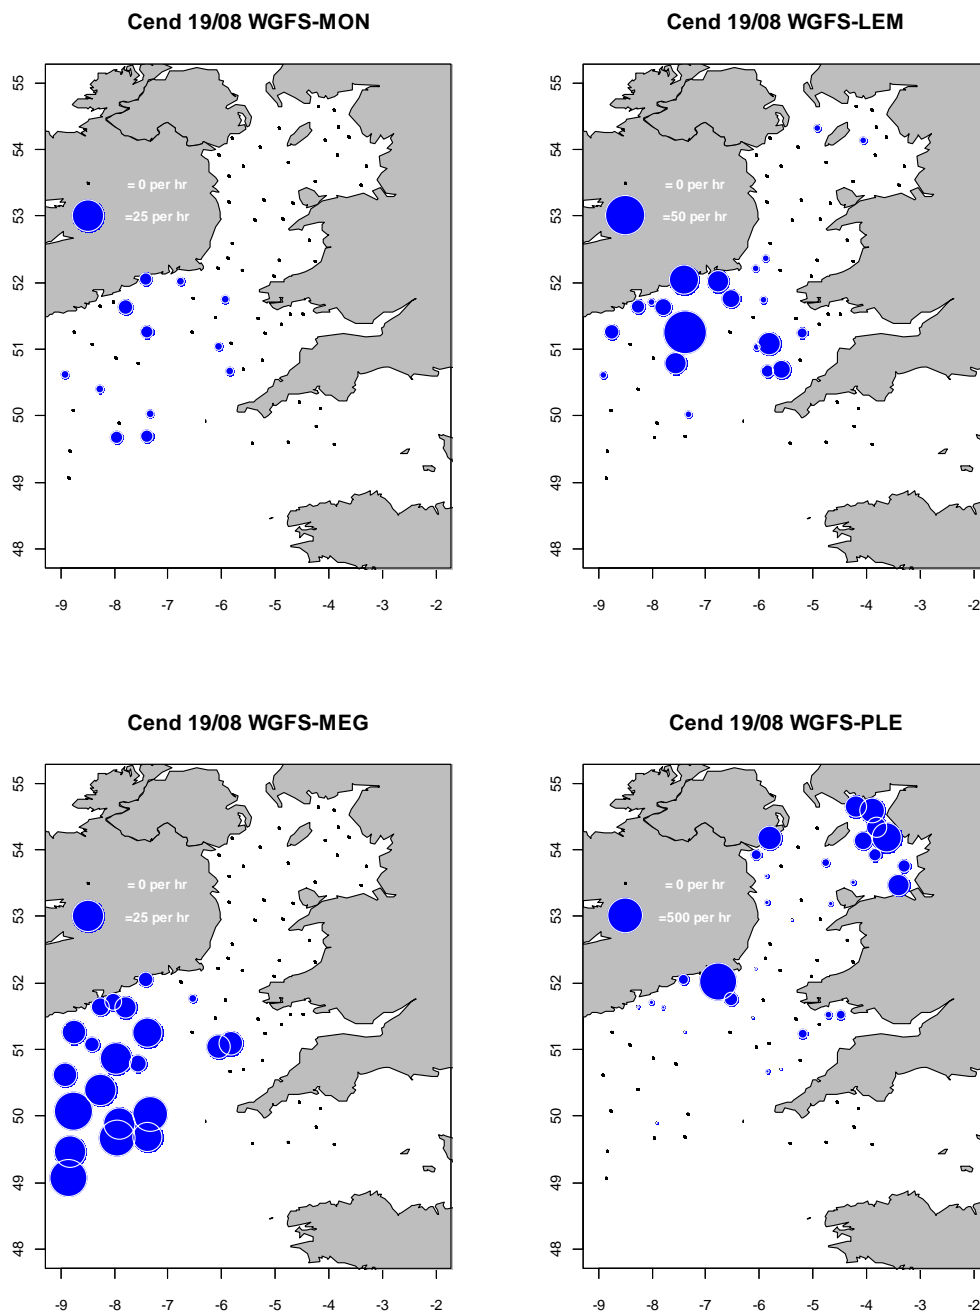 Cend 19/08 WGFS-MON
Cend 19/08 WGFS-LEM
55
54
53
52
51
50
49
48
= 0 per hr
=25 per hr
-9 -8 -7 -6 -5 -4 -3 -2
55
54
53
52
51
50
49
48
= 0 per hr
=50 per hr
-9 -8 -7 -6 -5 -4 -3 -2
Cend 19/08 WGFS-MEG
Cend 19/08 WGFS-PLE
55
54
53
52
51
50
49
48
= 0 per hr
=25 per hr
-9 -8 -7 -6 -5 -4 -3 -2
55
54
53
52
51
50
49
48
= 0 per hr
=500 per hr
-9 -8 -7 -6 -5 -4 -3 -2